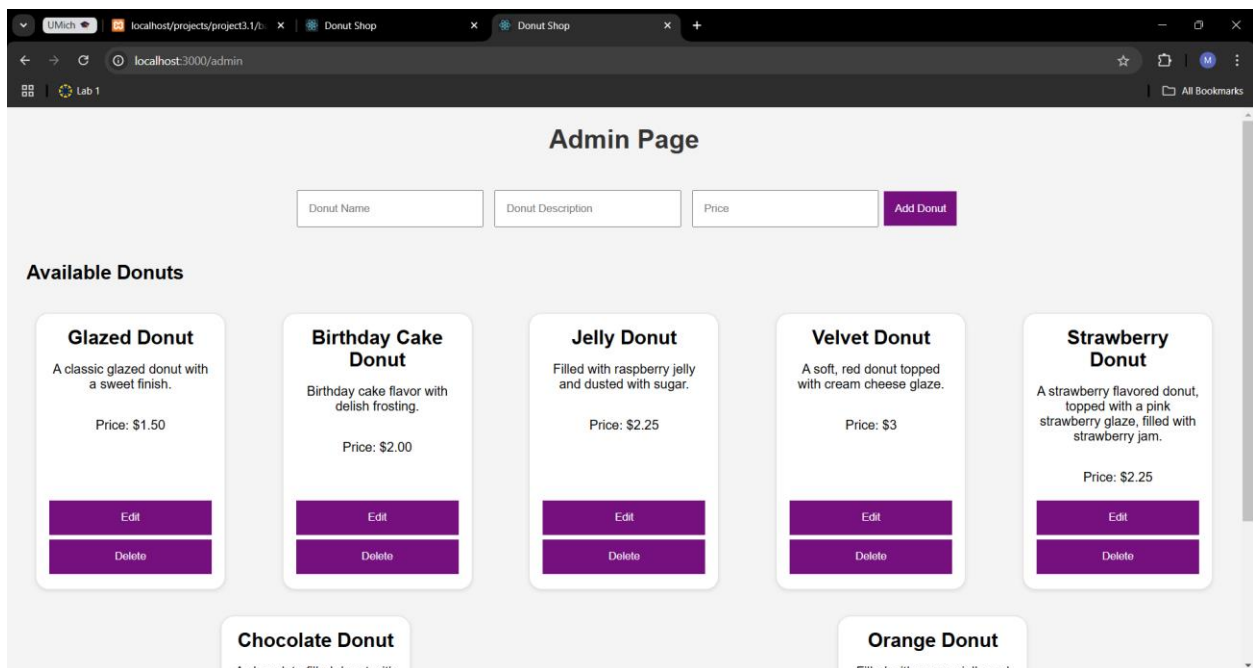 UMich
localhost/projects/project3.1/b
Donut Shop
Donut Shop
localhost:3000/admin
M
Lab 1
All Bookmarks
Admin Page
Donut Name
Donut Description
Price
Add Donut
Available Donuts
Glazed Donut
A classic glazed donut with
a sweet finish.
Price: $1.50
Edit
Delete
Birthday Cake
Donut
Birthday cake flavor with
delish frosting.
Price: $2.00
Edit
Delete
Jelly Donut
Filled with raspberry jelly
and dusted with sugar.
Price: $2.25
Edit
Delete
Velvet Donut
A soft, red donut topped
with cream cheese glaze.
Price: $3
Edit
Delete
Strawberry
Donut
A strawberry flavored donut,
topped with a pink
strawberry glaze, filled with
strawberry jam.
Price: $2.25
Edit
Delete
Chocolate Donut
Orange Donut